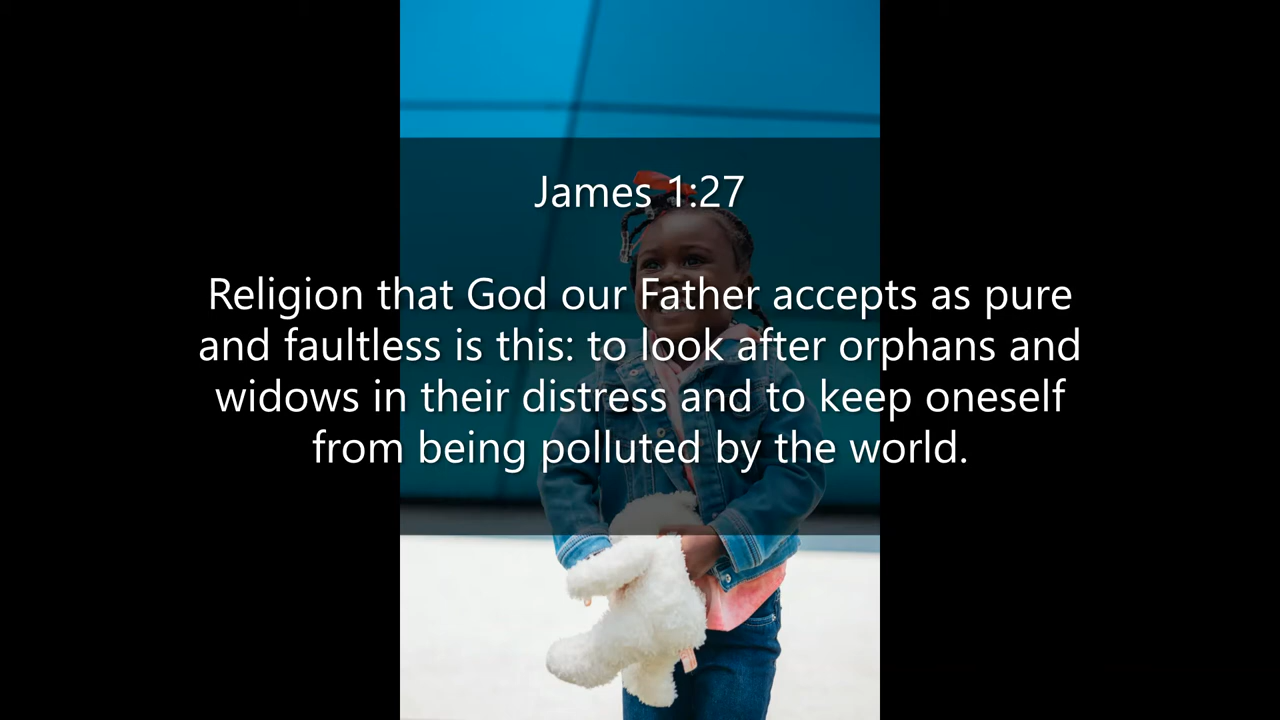 James 1:27
Religion that God our Father accepts as pure
and faultless is this: to look after orphans and
widows in their distress and to keep oneself
from being polluted by the world.